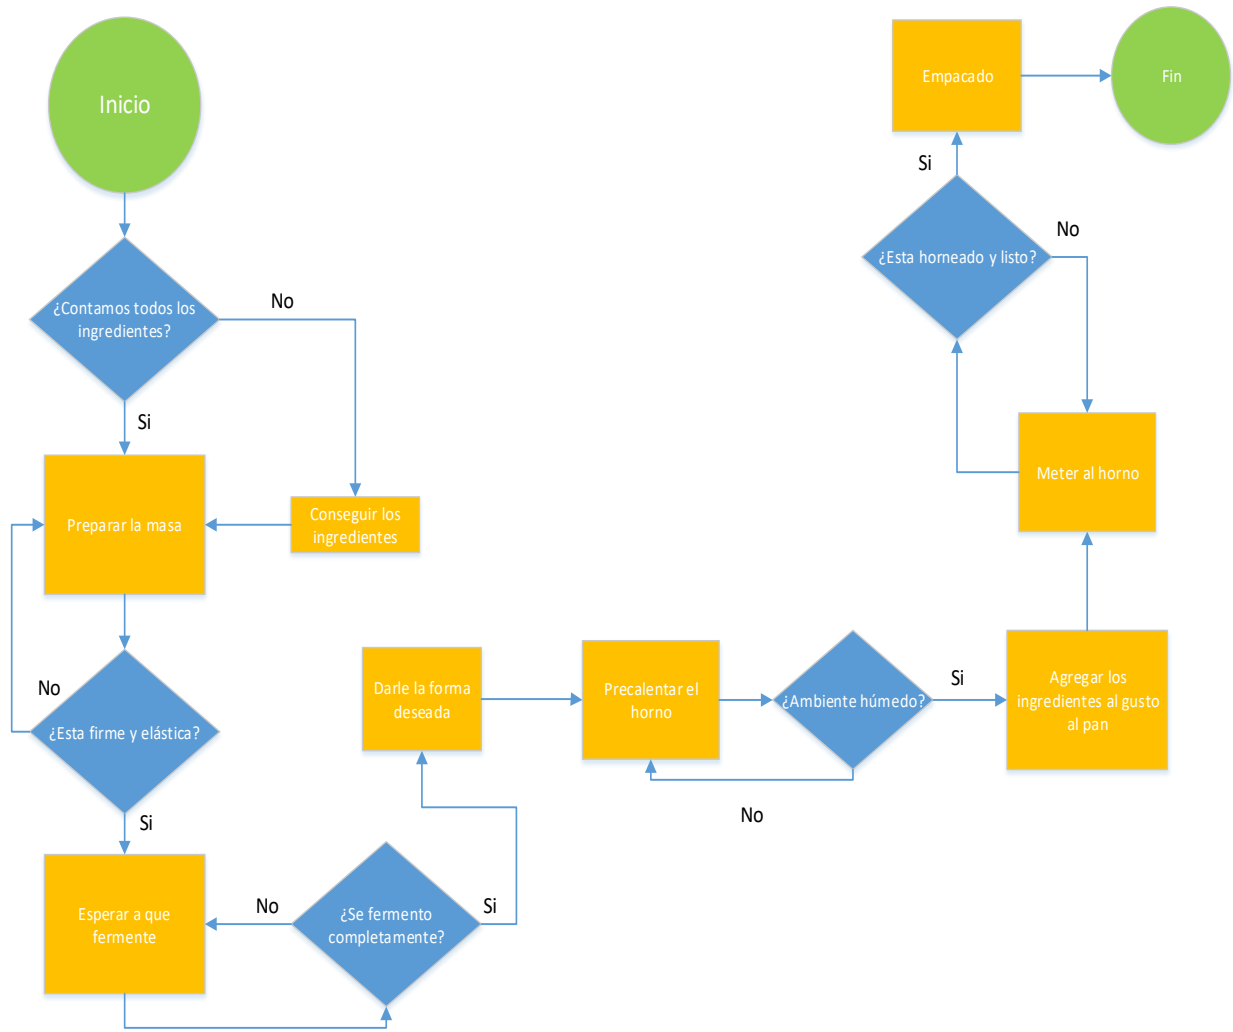 Inicio
¿Contamos todos los
ingredientes?
No
Si
Preparar la masa
Conseguir los
ingredientes
No
¿Esta firme y elástica?
Si
Esperar a que
fermente
No
¿Se fermento
completamente?
Si
Darle la forma
deseada
Precalentar el
horno
¿Ambiente húmedo?
No
Si
Agregar los
ingredientes al gusto
al pan
Meter al horno
¿Esta horneado y listo?
No
Si
Empacado
Fin